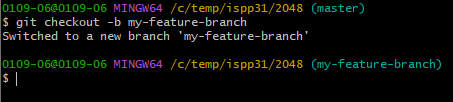 0109-06@0109-06 MINGW64 /c/temp/ispp31/2048 (master)
$ git checkout -b my-feature-branch
Switched to a new branch 'my-feature-branch'
0109-06@0109-06 MINGW64 /c/temp/ispp31/2048 (my-feature-branch)
$